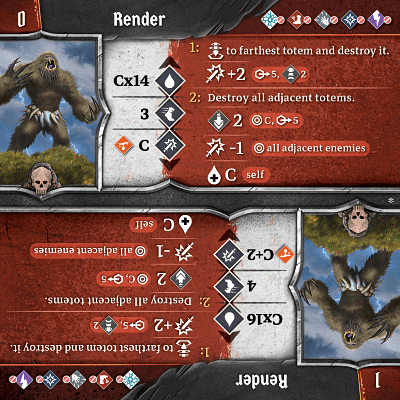 0 Render
1: to farthest totem and destroy it.
+2 5, 2
Cx14
3
C
2: Destroy all adjacent totems.
2 C, 5
-1 all adjacent enemies
C self
1 Render
1: to farthest totem and destroy it.
+2 5, 2
Cx16
4
C+2
2: Destroy all adjacent totems.
2 C, 5
-1 all adjacent enemies
C self